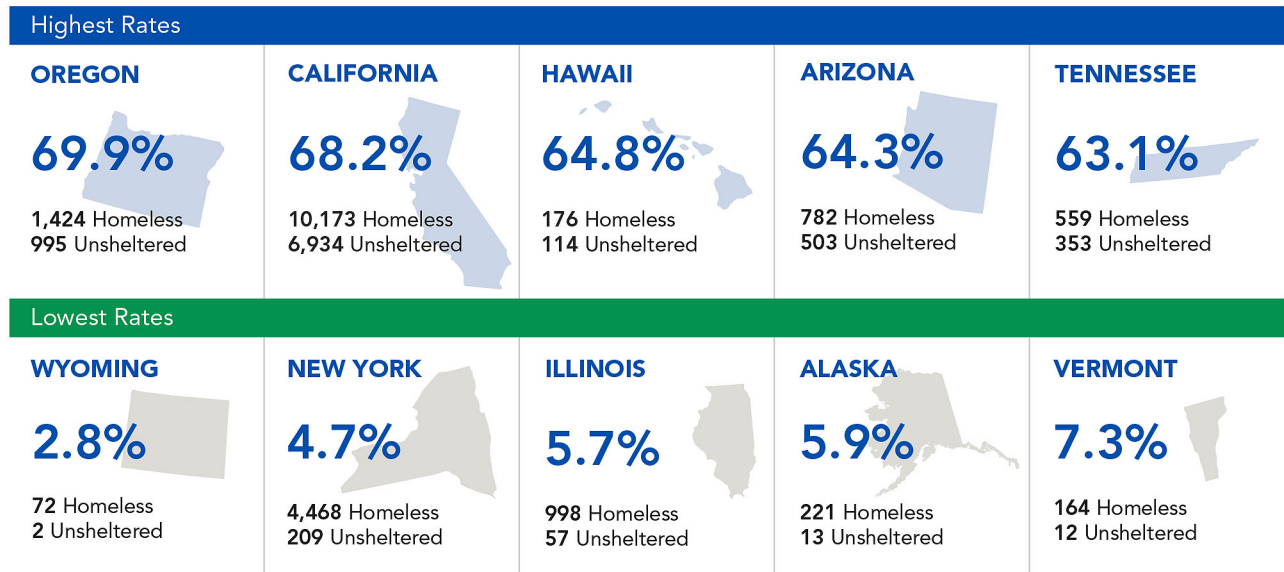 Highest Rates
OREGON
69.9%
1,424 Homeless
995 Unsheltered
CALIFORNIA
68.2%
10,173 Homeless
6,934 Unsheltered
HAWAII
64.8%
176 Homeless
114 Unsheltered
ARIZONA
64.3%
782 Homeless
503 Unsheltered
TENNESSEE
63.1%
559 Homeless
353 Unsheltered
Lowest Rates
WYOMING
2.8%
72 Homeless
2 Unsheltered
NEW YORK
4.7%
4,468 Homeless
209 Unsheltered
ILLINOIS
5.7%
998 Homeless
57 Unsheltered
ALASKA
5.9%
221 Homeless
13 Unsheltered
VERMONT
7.3%
164 Homeless
12 Unsheltered